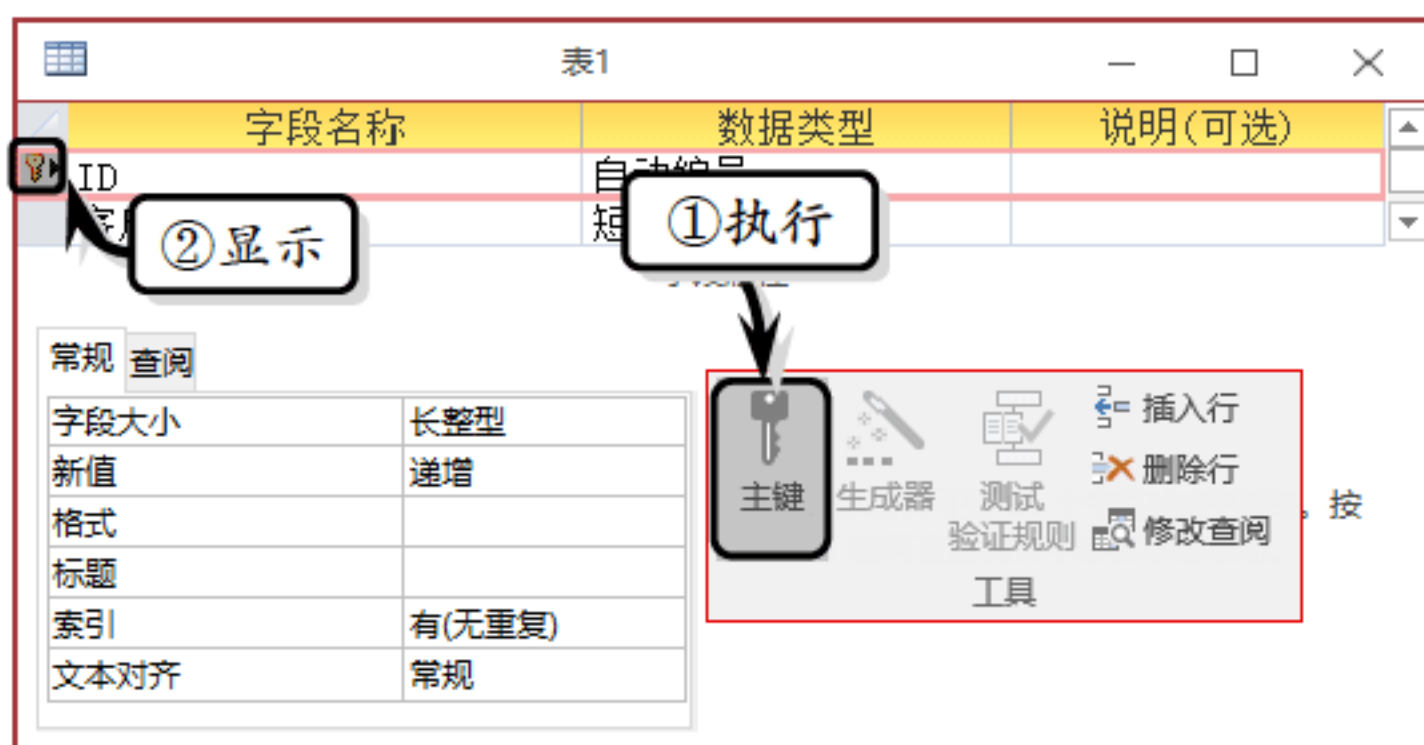 表1
字段名称 数据类型 说明(可选)
ID
②显示 短 ①执行
常规 查阅
字段大小 长整型
新值 递增
格式
标题
索引 有(无重复)
文本对齐 常规
主键 生成器 测试验证规则
插入行
删除行
修改查阅
工具
。按